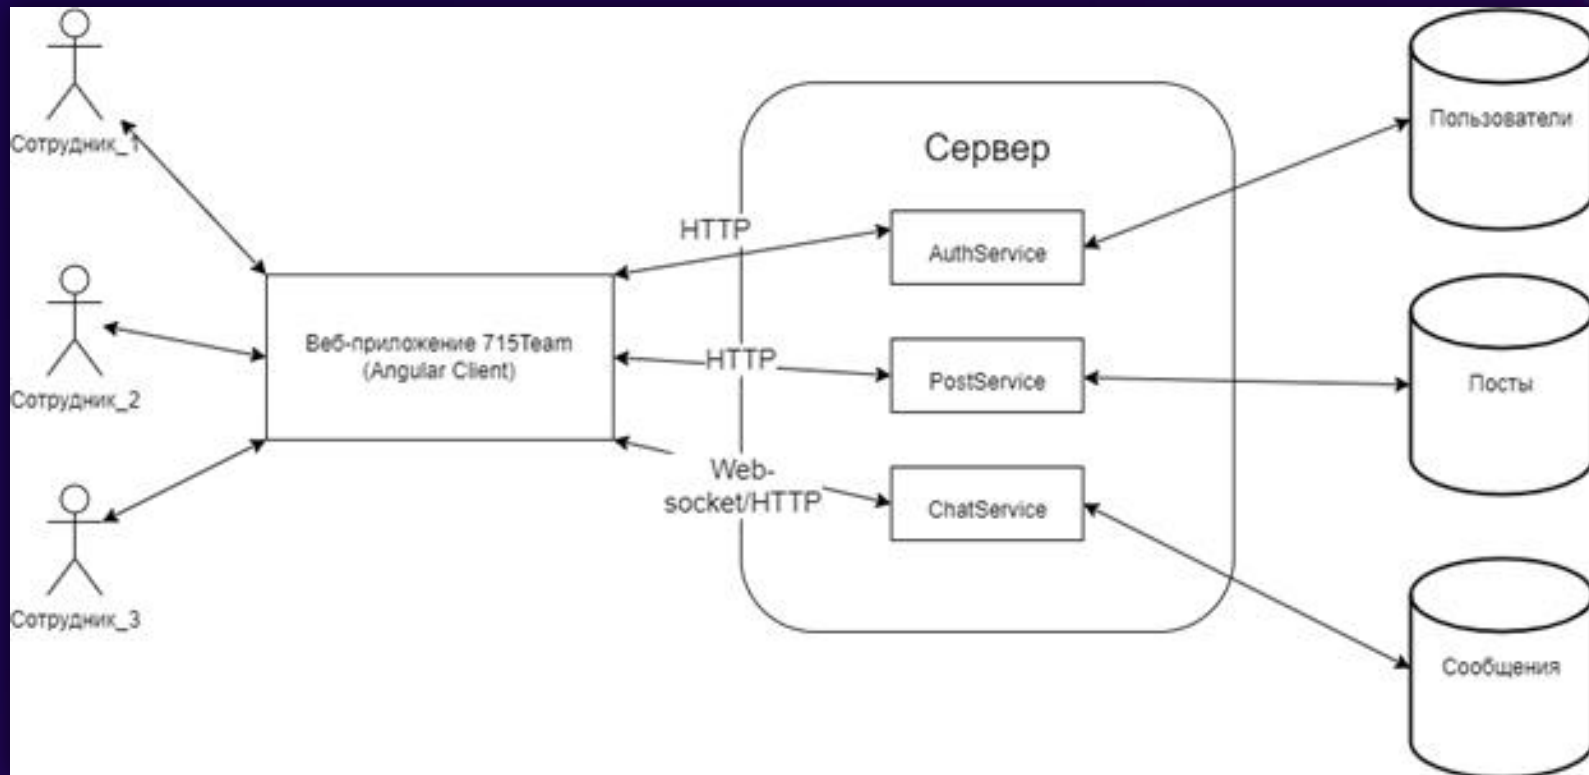 Сотрудник_1
Сотрудник_2
Сотрудник_3
Веб-приложение 715Team
(Angular Client)
HTTP
HTTP
Web-
socket/HTTP
Сервер
AuthService
PostService
ChatService
Пользователи
Посты
Сообщения